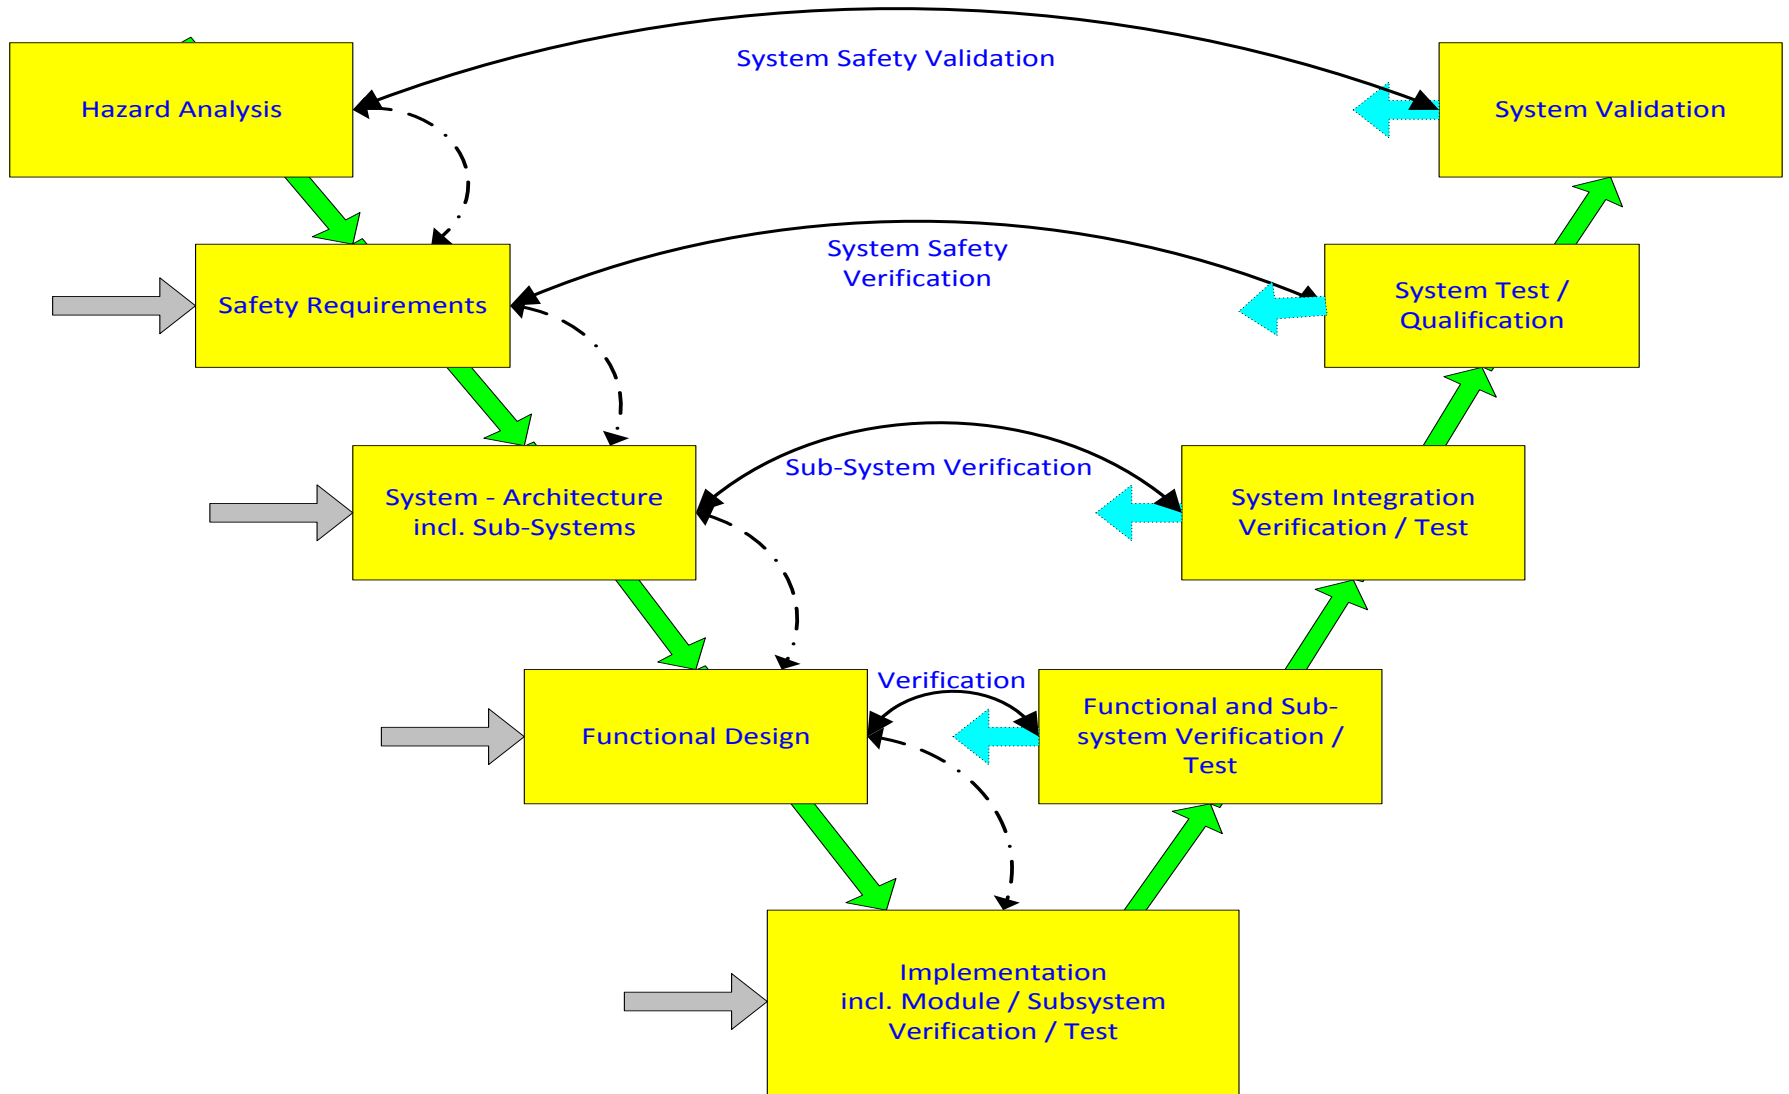 System Safety Validation
Hazard Analysis
System Validation
System Safety
Verification
Safety Requirements
System Test /
Qualification
Sub-System Verification
System - Architecture
incl. Sub-Systems
System Integration
Verification / Test
Verification
Functional Design
Functional and Sub-
system Verification /
Test
Implementation
incl. Module / Subsystem
Verification / Test